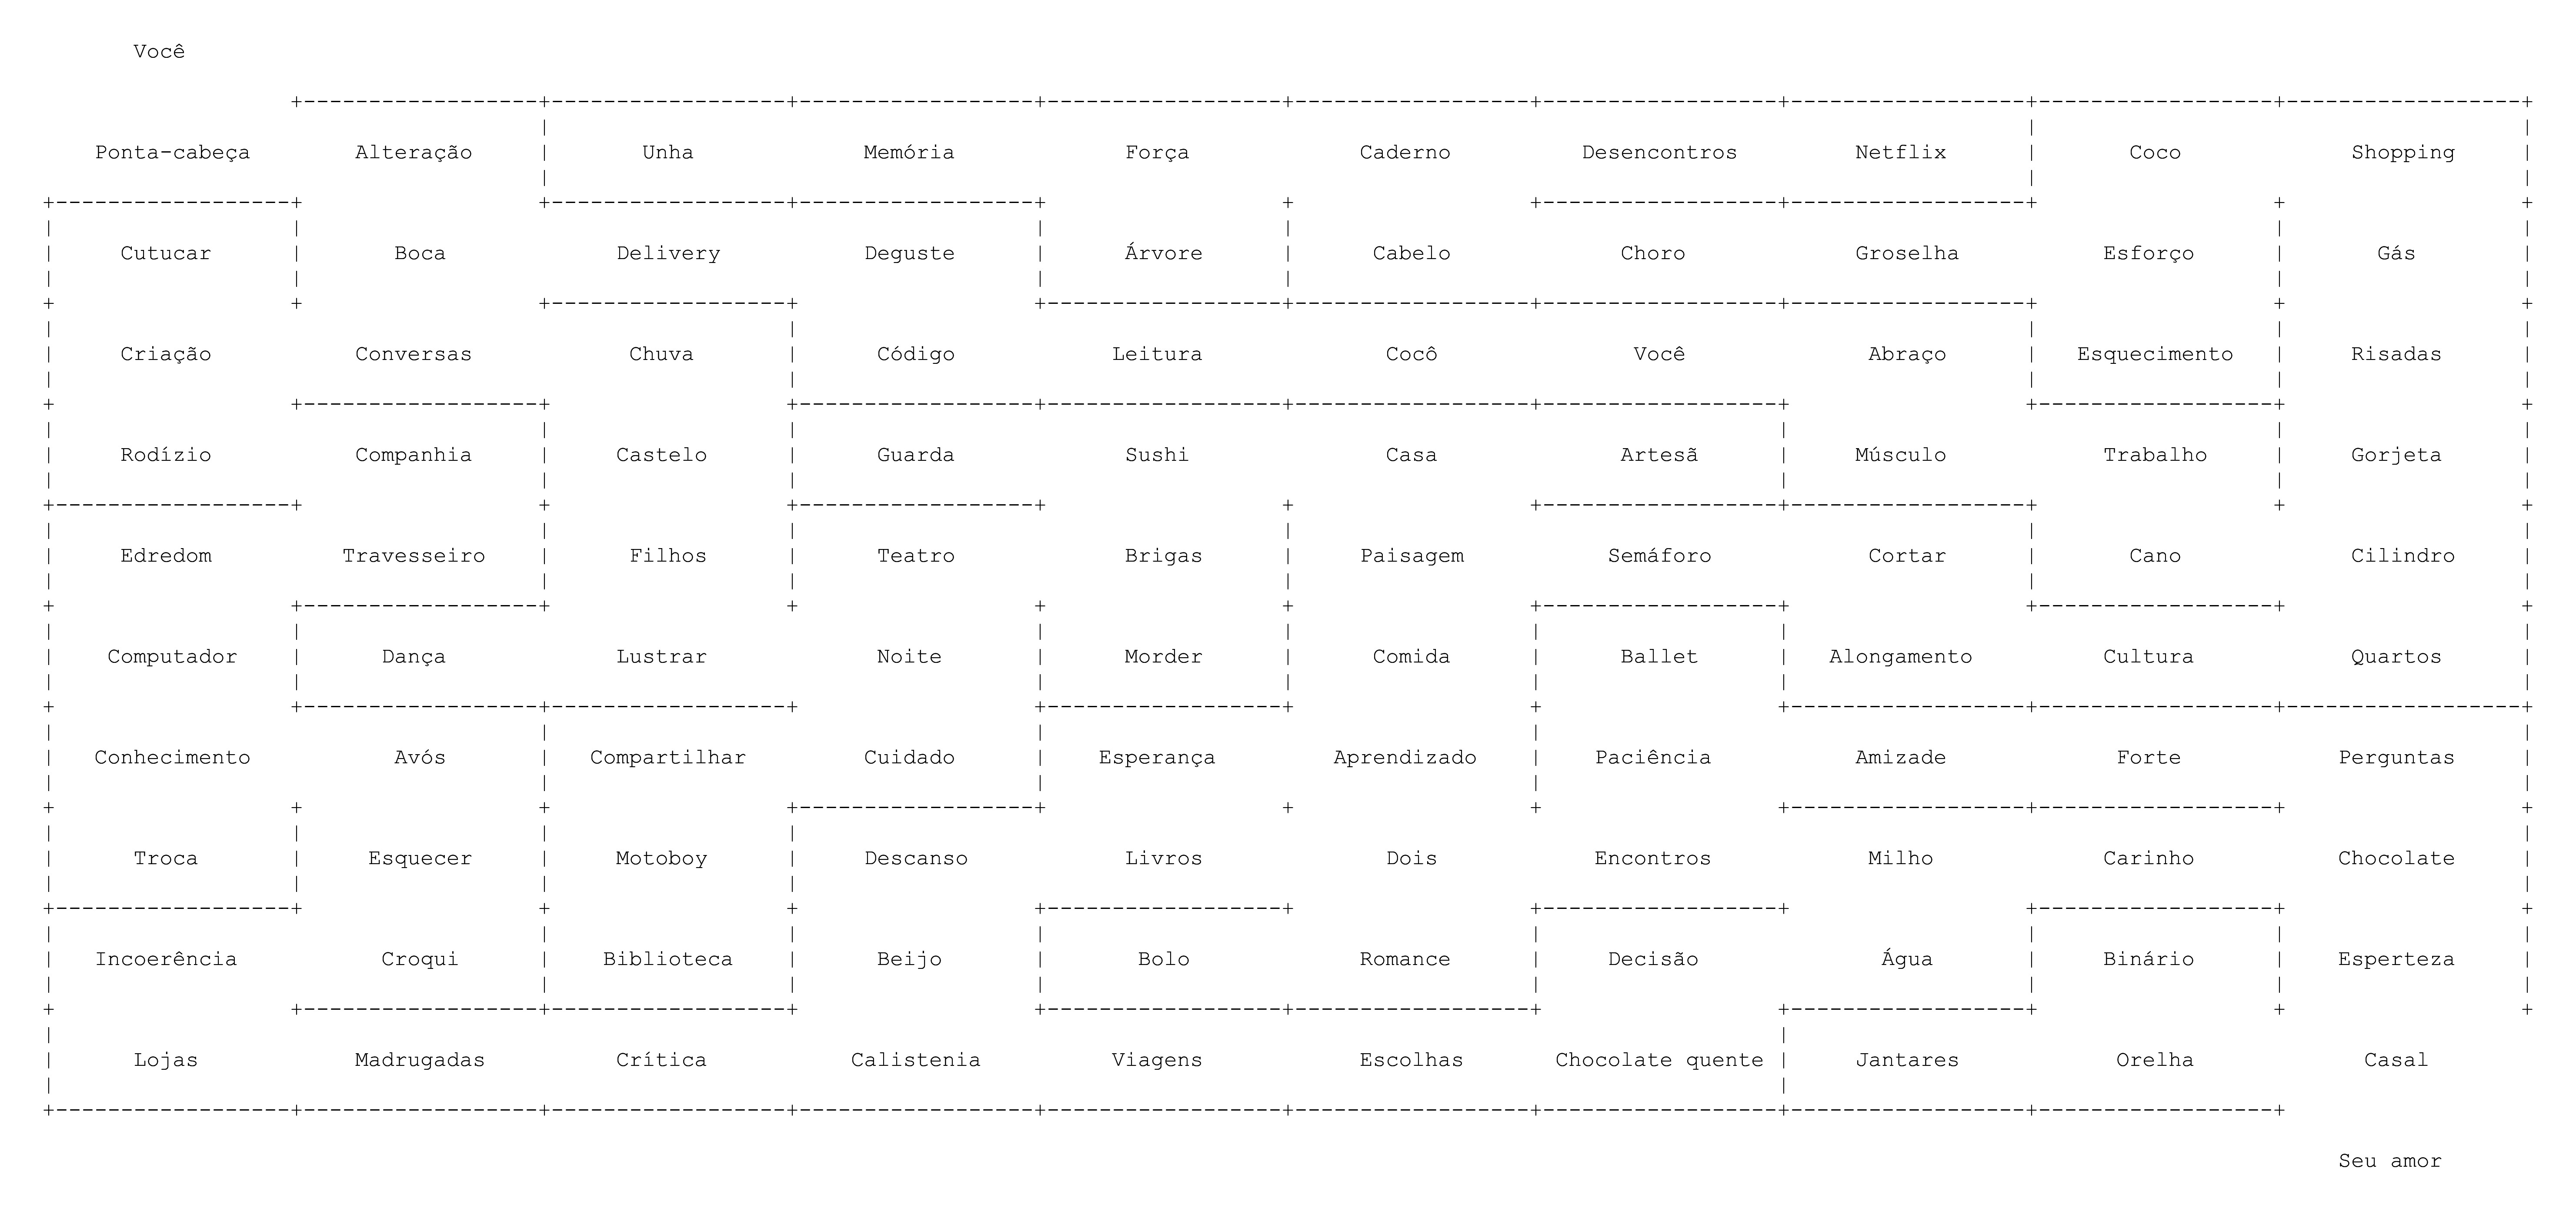 Você
Ponta-cabeça Alteração Unha Memória Força Caderno Desencontros Netflix Coco Shopping
Cutucar Boca Delivery Deguste Árvore Cabelo Choro Groselha Esforço Gás
Criação Conversas Chuva Código Leitura Cocô Você Abraço Esquecimento Risadas
Rodízio Companhia Castelo Guarda Sushi Casa Artesã Músculo Trabalho Gorjeta
Edredom Travesseiro Filhos Teatro Brigas Paisagem Semáforo Cortar Cano Cilindro
Computador Dança Lustrar Noite Morder Comida Ballet Alongamento Cultura Quartos
Conhecimento Avós Compartilhar Cuidado Esperança Aprendizado Paciência Amizade Forte Perguntas
Troca Esquecer Motoboy Descanso Livros Dois Encontros Milho Carinho Chocolate
Incoerência Croqui Biblioteca Beijo Bolo Romance Decisão Água Binário Esperteza
Lojas Madrugadas Crítica Calistenia Viagens Escolhas Chocolate quente Jantares Orelha Casal
Seu amor